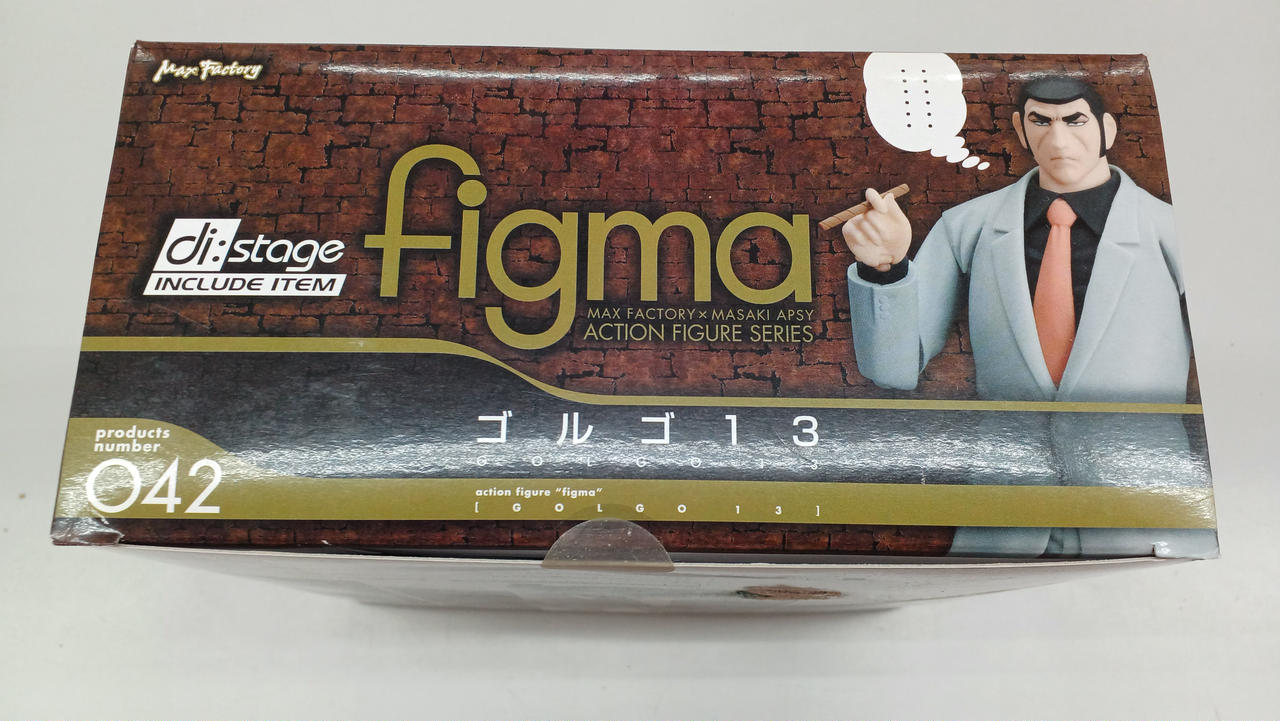 Max Factory
di:stage
INCLUDE ITEM
figma
MAX FACTORY×MASAKI APSY
ACTION FIGURE SERIES
ゴルゴ13
GOLGO 13
products
number
042
action figure "figma"
[ GOLGO 13 ]